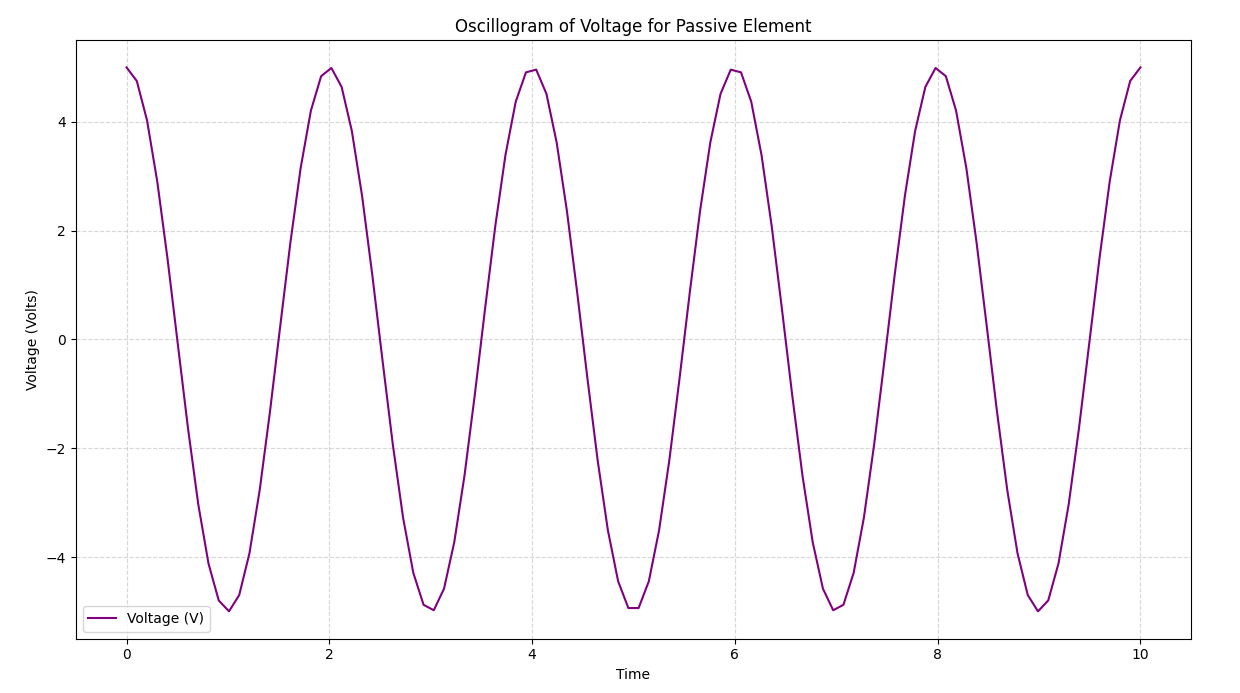 Oscillogram of Voltage for Passive Element
Voltage (Volts)
4
2
0
−2
−4
Voltage (V)
0 2 4 6 8 10
Time